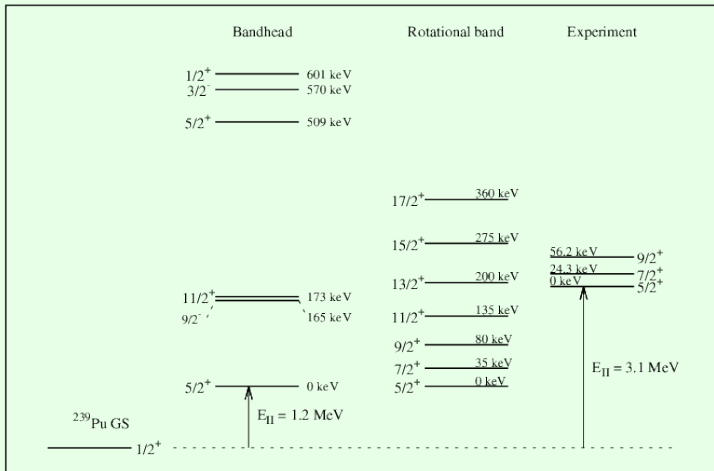 Bandhead Rotational band Experiment
1/2+ 601 keV
3/2- 570 keV
5/2+ 509 keV
11/2+ 173 keV
9/2- 165 keV
5/2+ 0 keV
E_II = 1.2 MeV
239Pu GS
1/2+
17/2+ 360 keV
15/2+ 275 keV
13/2+ 200 keV
11/2+ 135 keV
9/2+ 80 keV
7/2+ 35 keV
5/2+ 0 keV
56.2 keV 9/2+
24.3 keV 7/2+
0 keV 5/2+
E_II = 3.1 MeV